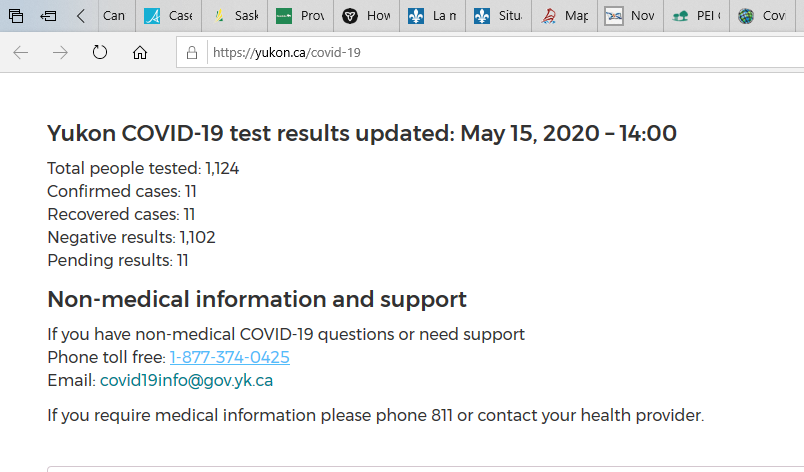 Can
Case
Sask
Prov
How
La m
Situ
Map
Nov
PEI
Cov
https://yukon.ca/covid-19
Yukon COVID-19 test results updated: May 15, 2020 – 14:00
Total people tested: 1,124
Confirmed cases: 11
Recovered cases: 11
Negative results: 1,102
Pending results: 11
Non-medical information and support
If you have non-medical COVID-19 questions or need support
Phone toll free: 1-877-374-0425
Email: covid19info@gov.yk.ca
If you require medical information please phone 811 or contact your health provider.